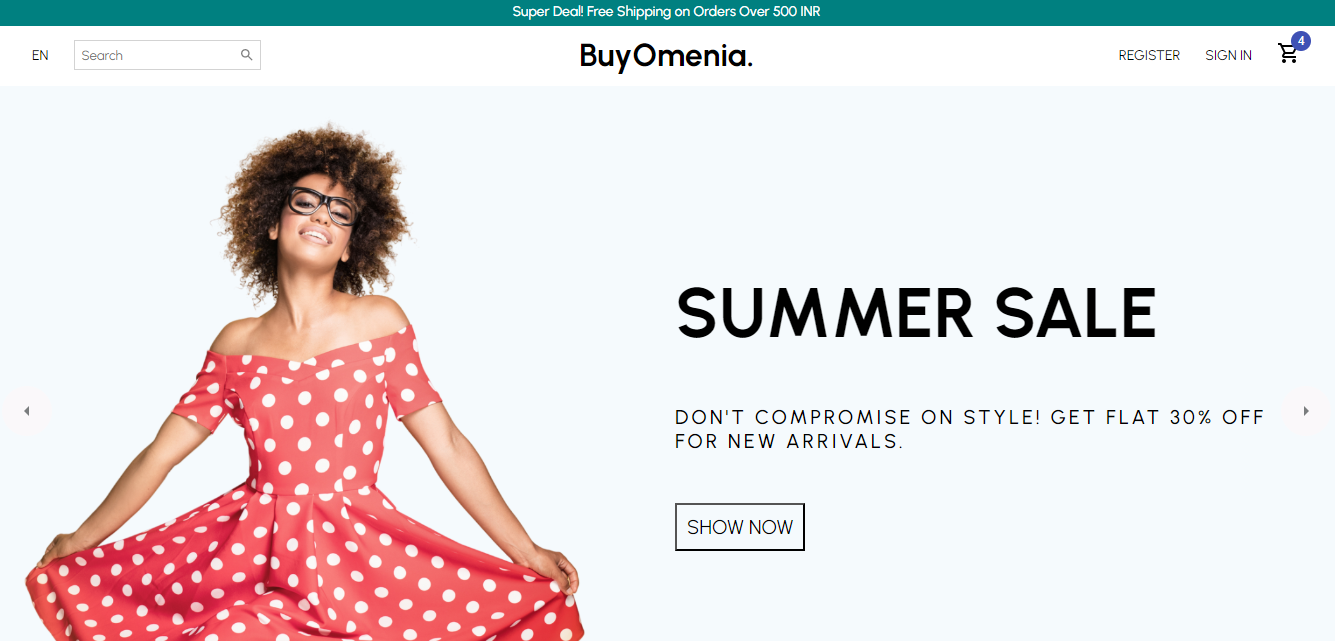 Super Deal! Free Shipping on Orders Over 500 INR
EN
Search
BuyOmenia.
REGISTER
SIGN IN
4
SUMMER SALE
DON'T COMPROMISE ON STYLE! GET FLAT 30% OFF
FOR NEW ARRIVALS.
SHOW NOW